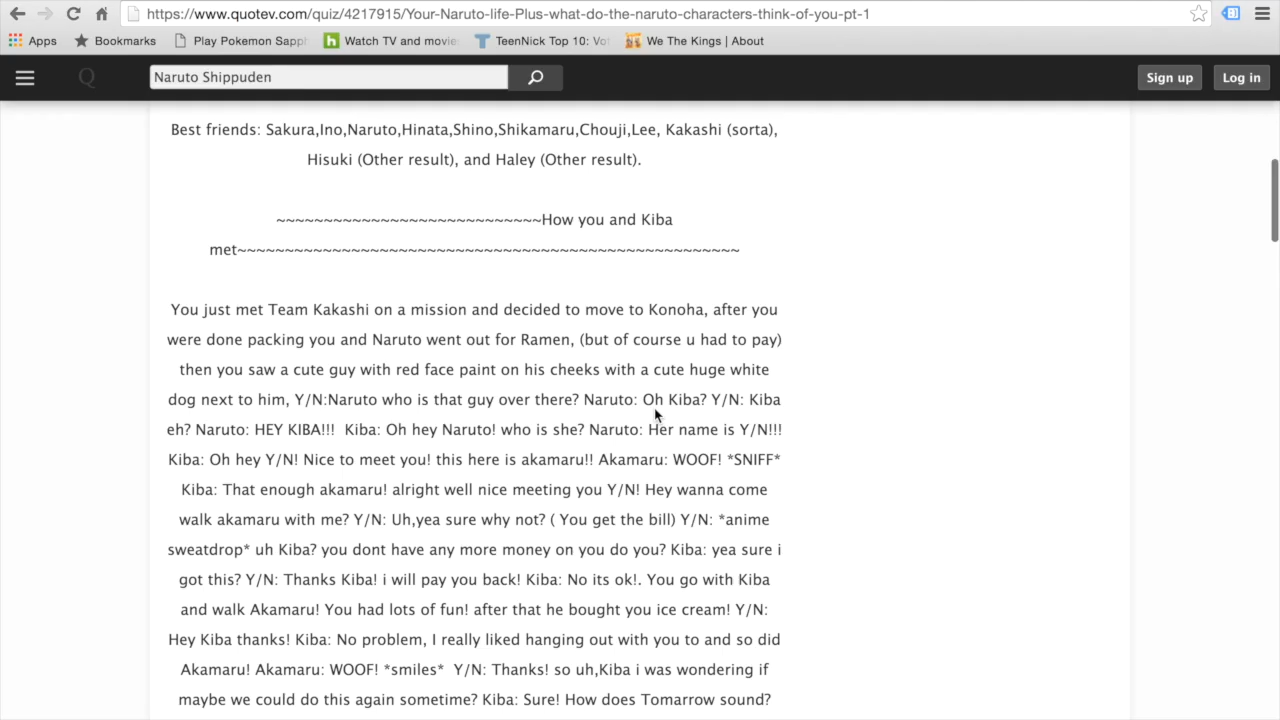 https://www.quotev.com/quiz/4217915/Your-Naruto-life-Plus-what-do-the-naruto-characters-think-of-you-pt-1
Apps Bookmarks Play Pokemon Sapp Watch TV and movie TeenNick Top 10: Vot We The Kings | About
Q Naruto Shippuden Sign up Log in
Best friends: Sakura,Ino,Naruto,Hinata,Shino,Shikamaru,Chouji,Lee, Kakashi (sorta),
Hisuki (Other result), and Haley (Other result).
~~~~~~~~~~~~~~~~~~~~~~~~~~~~How you and Kiba
met~~~~~~~~~~~~~~~~~~~~~~~~~~~~~~~~~~~~~~~~~~~~~~~~~~~~~
You just met Team Kakashi on a mission and decided to move to Konoha, after you
were done packing you and Naruto went out for Ramen, (but of course u had to pay)
then you saw a cute guy with red face paint on his cheeks with a cute huge white
dog next to him, Y/N:Naruto who is that guy over there? Naruto: Oh Kiba? Y/N: Kiba
eh? Naruto: HEY KIBA!!! Kiba: Oh hey Naruto! who is she? Naruto: Her name is Y/N!!!
Kiba: Oh hey Y/N! Nice to meet you! this here is akamaru!! Akamaru: WOOF! *SNIFF*
Kiba: That enough akamaru! alright well nice meeting you Y/N! Hey wanna come
walk akamaru with me? Y/N: Uh,yea sure why not? ( You get the bill) Y/N: *anime
sweatdrop* uh Kiba? you dont have any more money on you do you? Kiba: yea sure i
got this? Y/N: Thanks Kiba! i will pay you back! Kiba: No its ok!. You go with Kiba
and walk Akamaru! You had lots of fun! after that he bought you ice cream! Y/N:
Hey Kiba thanks! Kiba: No problem, I really liked hanging out with you to and so did
Akamaru! Akamaru: WOOF! *smiles* Y/N: Thanks! so uh,Kiba i was wondering if
maybe we could do this again sometime? Kiba: Sure! How does Tomarrow sound?